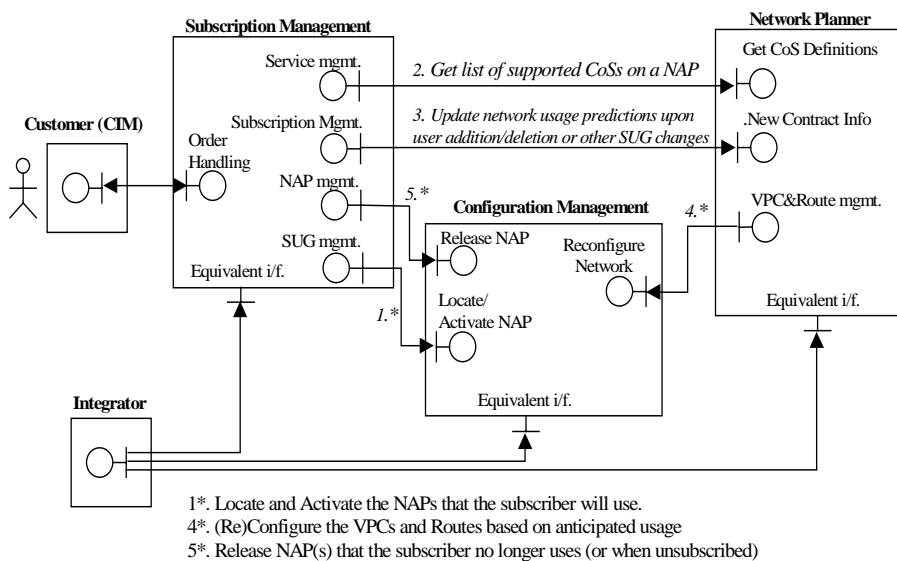 Subscription Management
Network Planner
Service mgmt.
Get CoS Definitions
2. Get list of supported CoSs on a NAP
3. Update network usage predictions upon
user addition/deletion or other SUG changes
Customer (CIM)
Subscription Mgmt.
.New Contract Info
Order
Handling
NAP mgmt.
5.*
4.*
VPC&Route mgmt.
Configuration Management
SUG mgmt.
Release NAP
Reconfigure
Network
Equivalent i/f.
Locate/
Activate NAP
1.*
Equivalent i/f.
Equivalent i/f.
Integrator
1*. Locate and Activate the NAPs that the subscriber will use.
4*. (Re)Configure the VPCs and Routes based on anticipated usage
5*. Release NAP(s) that the subscriber no longer uses (or when unsubscribed)